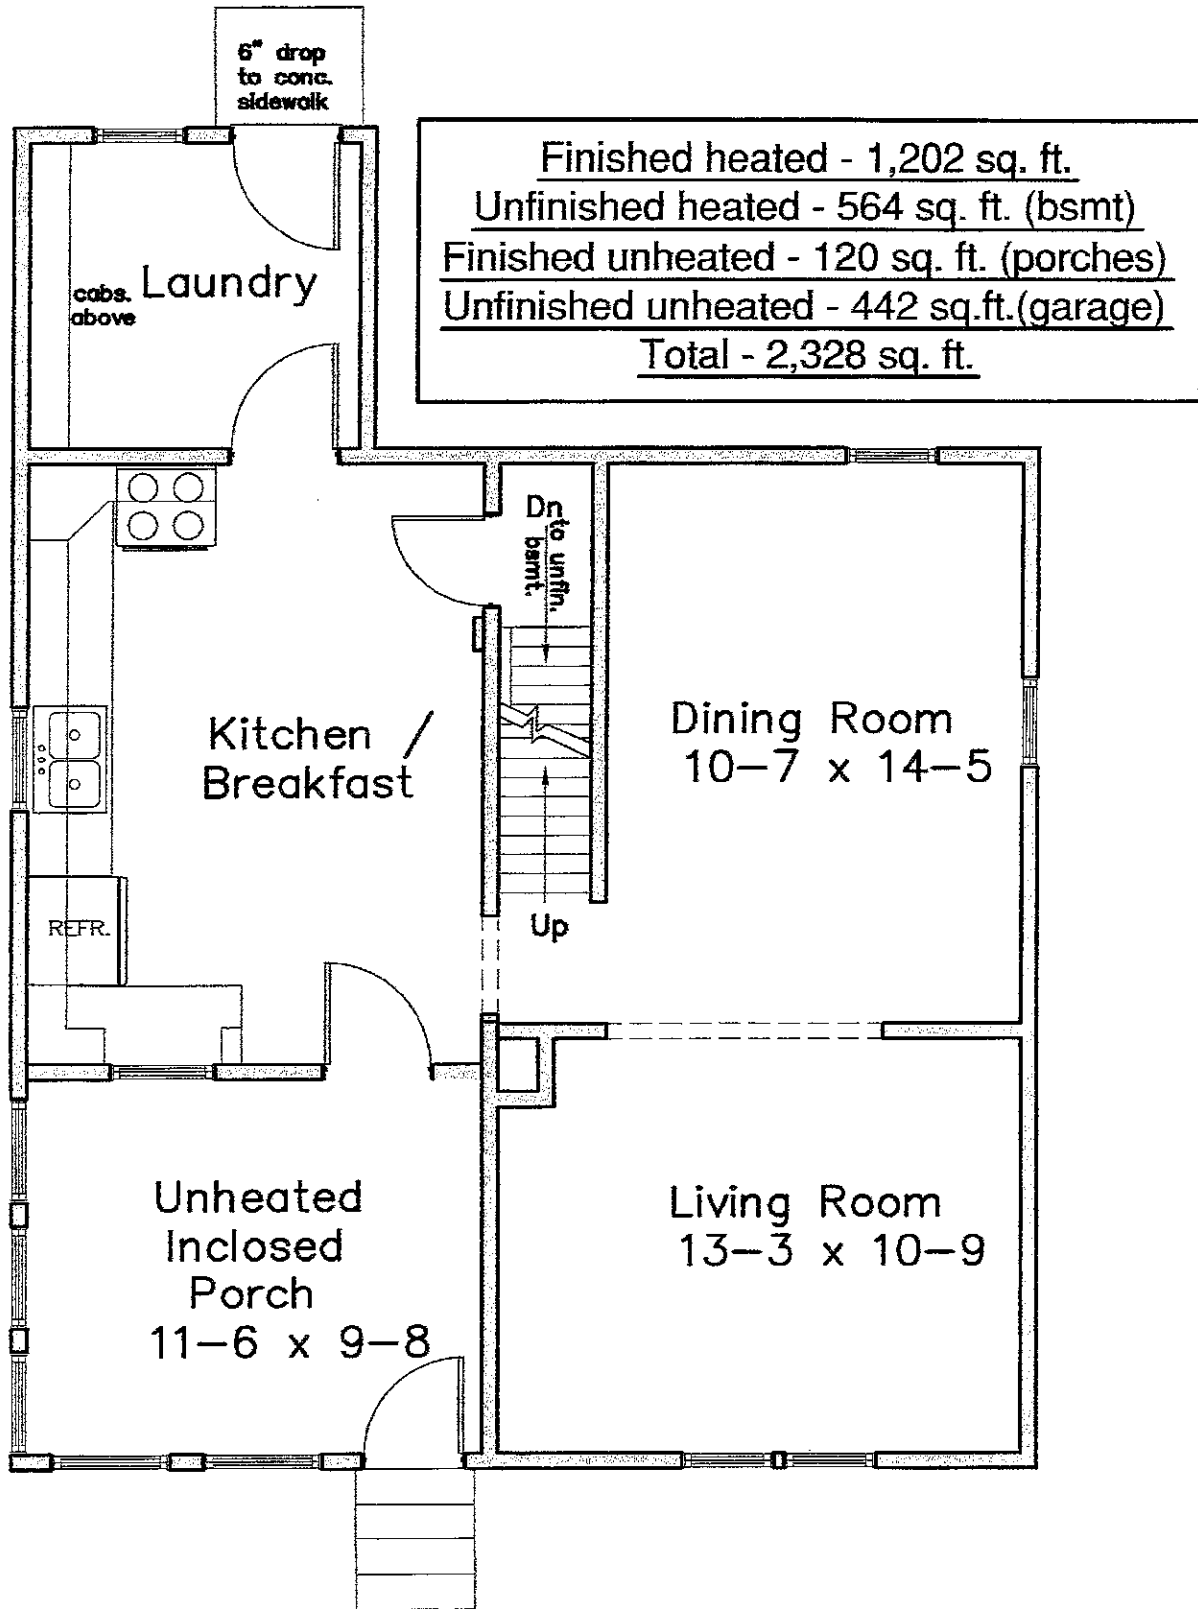 6" drop
to conc.
sidewalk
Finished heated - 1,202 sq. ft.
Unfinished heated - 564 sq. ft. (bsmt)
Finished unheated - 120 sq. ft. (porches)
Unfinished unheated - 442 sq.ft.(garage)
Total - 2,328 sq. ft.
cabs.
above
Laundry
Dn
to unfin.
bsmt.
Kitchen /
Breakfast
Dining Room
10-7 x 14-5
REFR.
Up
Unheated
Inclosed
Porch
11-6 x 9-8
Living Room
13-3 x 10-9